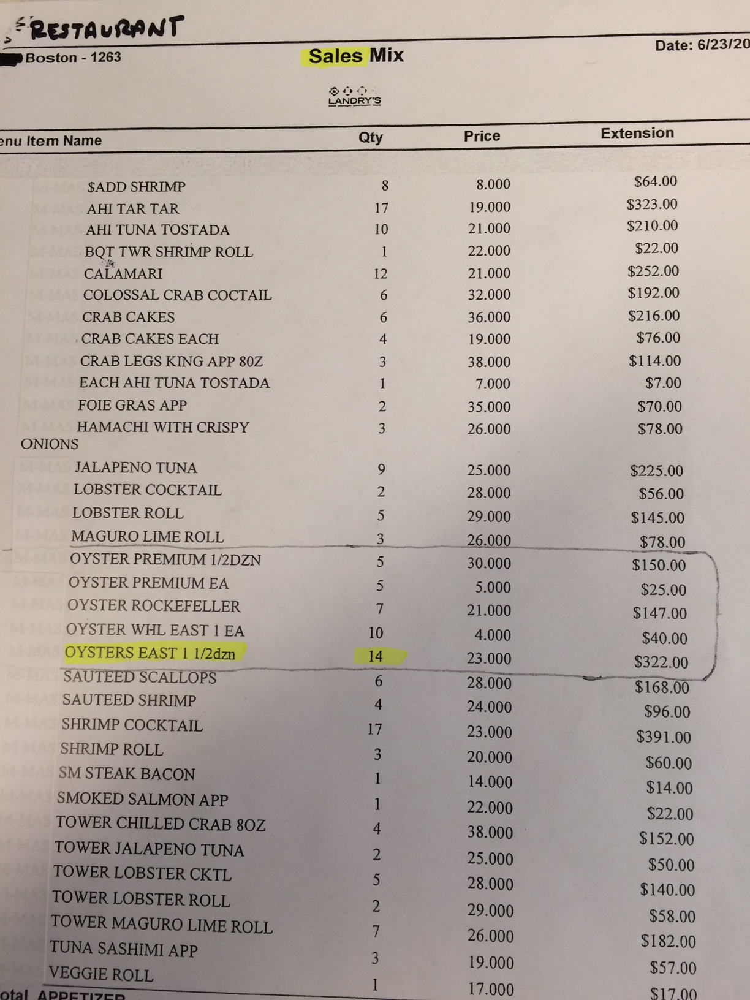 RESTAURANT
Boston - 1263 Sales Mix Date: 6/23/20
LANDRY'S
enu Item Name Qty Price Extension
$ADD SHRIMP 8 8.000 $64.00
AHI TAR TAR 17 19.000 $323.00
AHI TUNA TOSTADA 10 21.000 $210.00
BQT TWR SHRIMP ROLL 1 22.000 $22.00
CALAMARI 12 21.000 $252.00
COLOSSAL CRAB COCTAIL 6 32.000 $192.00
CRAB CAKES 6 36.000 $216.00
CRAB CAKES EACH 4 19.000 $76.00
CRAB LEGS KING APP 8OZ 3 38.000 $114.00
EACH AHI TUNA TOSTADA 1 7.000 $7.00
FOIE GRAS APP 2 35.000 $70.00
HAMACHI WITH CRISPY 3 26.000 $78.00
ONIONS
JALAPENO TUNA 9 25.000 $225.00
LOBSTER COCKTAIL 2 28.000 $56.00
LOBSTER ROLL 5 29.000 $145.00
MAGURO LIME ROLL 3 26.000 $78.00
OYSTER PREMIUM 1/2DZN 5 30.000 $150.00
OYSTER PREMIUM EA 5 5.000 $25.00
OYSTER ROCKEFELLER 7 21.000 $147.00
OYSTER WHL EAST 1 EA 10 4.000 $40.00
OYSTERS EAST 1 1/2dzn 14 23.000 $322.00
SAUTEED SCALLOPS 6 28.000 $168.00
SAUTEED SHRIMP 4 24.000 $96.00
SHRIMP COCKTAIL 17 23.000 $391.00
SHRIMP ROLL 3 20.000 $60.00
SM STEAK BACON 1 14.000 $14.00
SMOKED SALMON APP 1 22.000 $22.00
TOWER CHILLED CRAB 8OZ 4 38.000 $152.00
TOWER JALAPENO TUNA 2 25.000 $50.00
TOWER LOBSTER CKTL 5 28.000 $140.00
TOWER LOBSTER ROLL 2 29.000 $58.00
TOWER MAGURO LIME ROLL 7 26.000 $182.00
TUNA SASHIMI APP 3 19.000 $57.00
VEGGIE ROLL 1 17.000 $17.00
otal APPETIZER